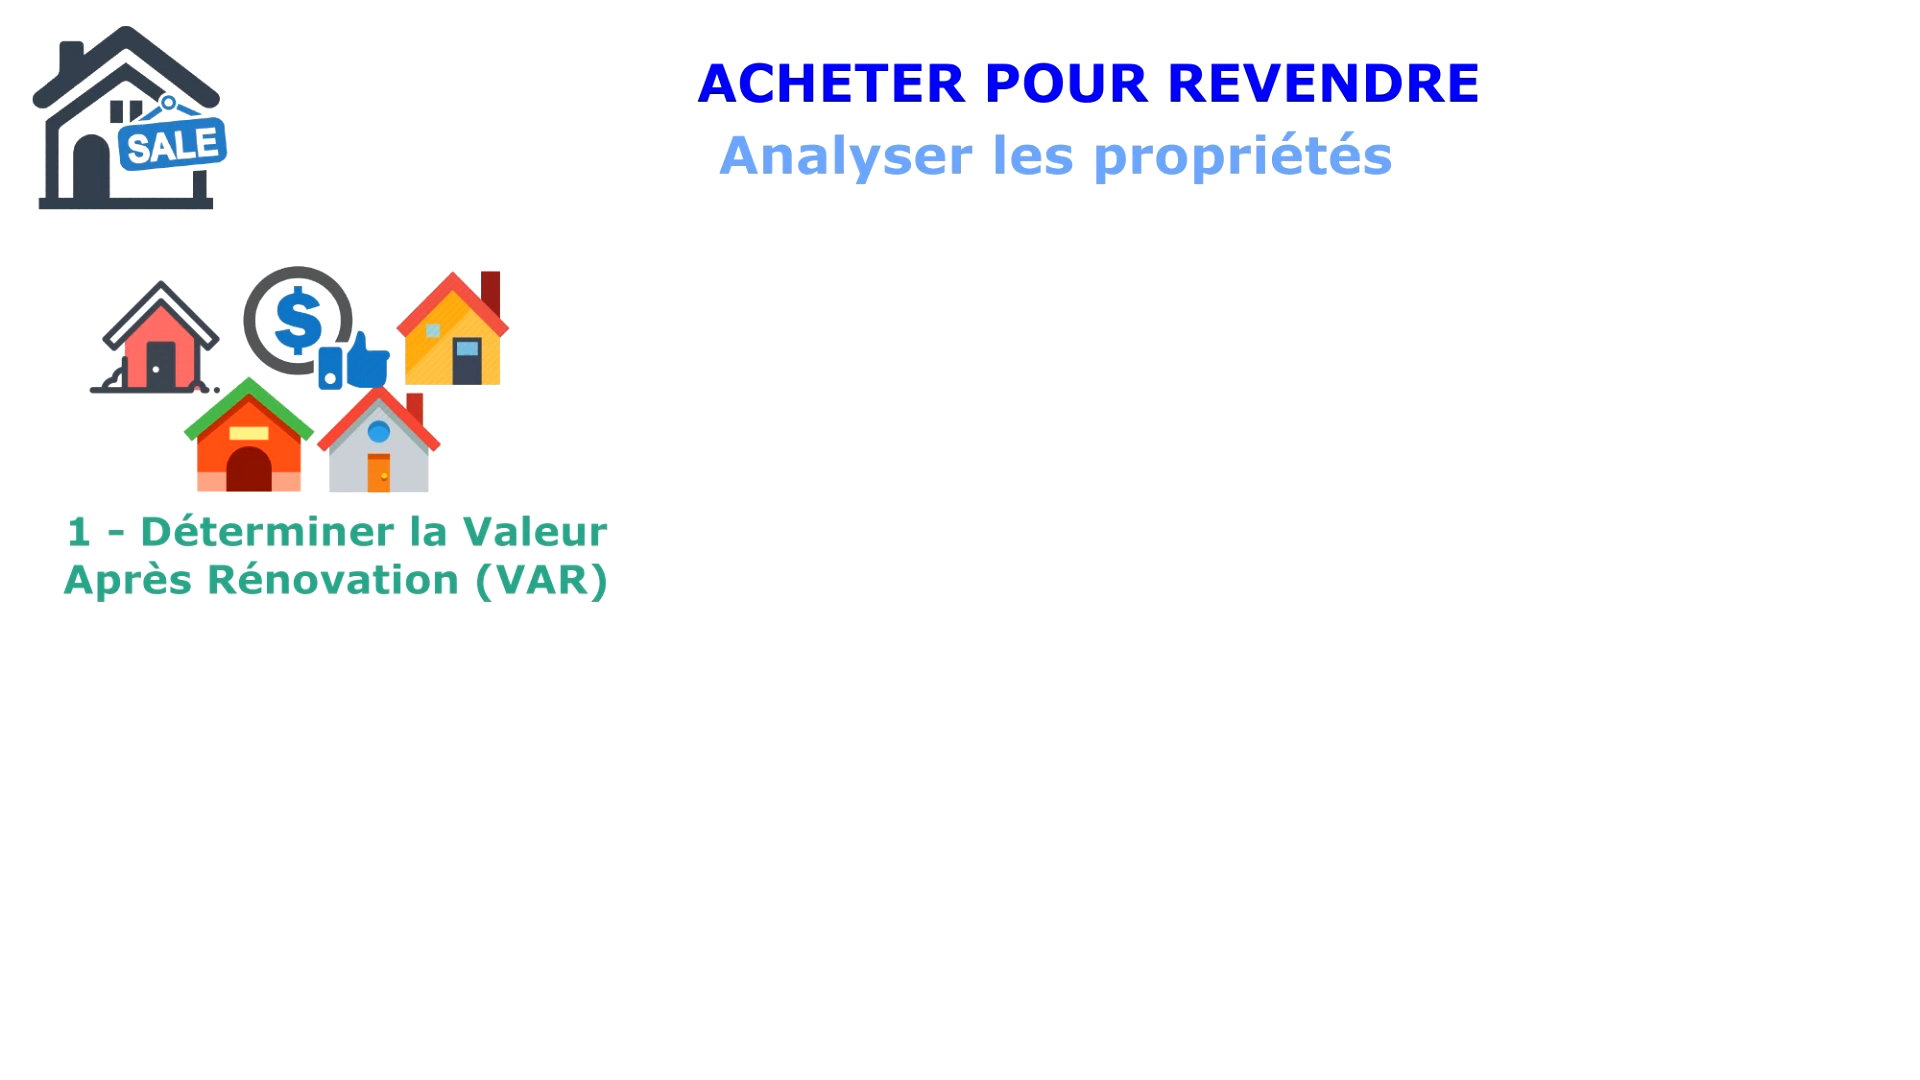 SALE
ACHETER POUR REVENDRE
Analyser les propriétés
$
1 - Déterminer la Valeur
Après Rénovation (VAR)